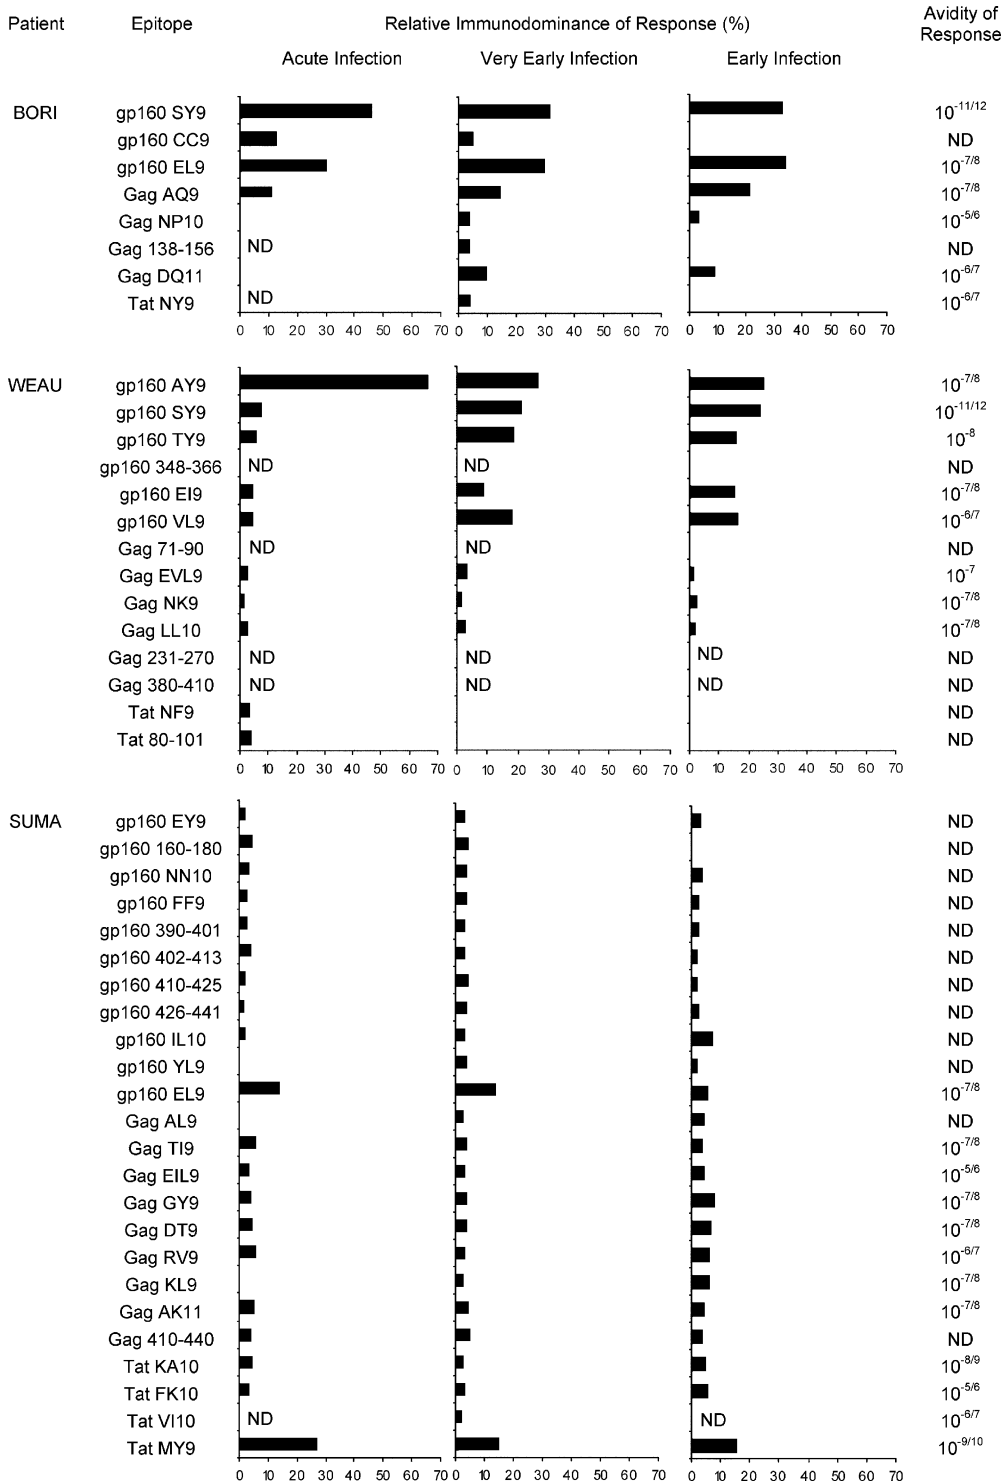 Patient Epitope Relative Immunodominance of Response (%) Avidity of Response
Acute Infection Very Early Infection Early Infection
BORI gp160 SY9 10-11/12
gp160 CC9 ND
gp160 EL9 10-7/8
Gag AQ9 10-7/8
Gag NP10 10-5/6
Gag 138-156 ND ND
Gag DQ11 10-6/7
Tat NY9 ND 10-6/7
0 10 20 30 40 50 60 70 0 10 20 30 40 50 60 70 0 10 20 30 40 50 60 70
WEAU gp160 AY9 10-7/8
gp160 SY9 10-11/12
gp160 TY9 10-8
gp160 348-366 ND ND ND
gp160 EI9 10-7/8
gp160 VL9 10-6/7
Gag 71-90 ND ND ND
Gag EVL9 10-7
Gag NK9 10-7/8
Gag LL10 10-7/8
Gag 231-270 ND ND ND ND
Gag 380-410 ND ND ND ND
Tat NF9 ND
Tat 80-101 ND
0 10 20 30 40 50 60 70 0 10 20 30 40 50 60 70 0 10 20 30 40 50 60 70
SUMA gp160 EY9 ND
gp160 160-180 ND
gp160 NN10 ND
gp160 FF9 ND
gp160 390-401 ND
gp160 402-413 ND
gp160 410-425 ND
gp160 426-441 ND
gp160 IL10 ND
gp160 YL9 ND
gp160 EL9 10-7/8
Gag AL9 ND
Gag TI9 10-7/8
Gag EIL9 10-5/6
Gag GY9 10-7/8
Gag DT9 10-7/8
Gag RV9 10-6/7
Gag KL9 10-7/8
Gag AK11 10-7/8
Gag 410-440 ND
Tat KA10 10-8/9
Tat FK10 10-5/6
Tat VI10 ND ND 10-6/7
Tat MY9 10-9/10
0 10 20 30 40 50 60 70 0 10 20 30 40 50 60 70 0 10 20 30 40 50 60 70